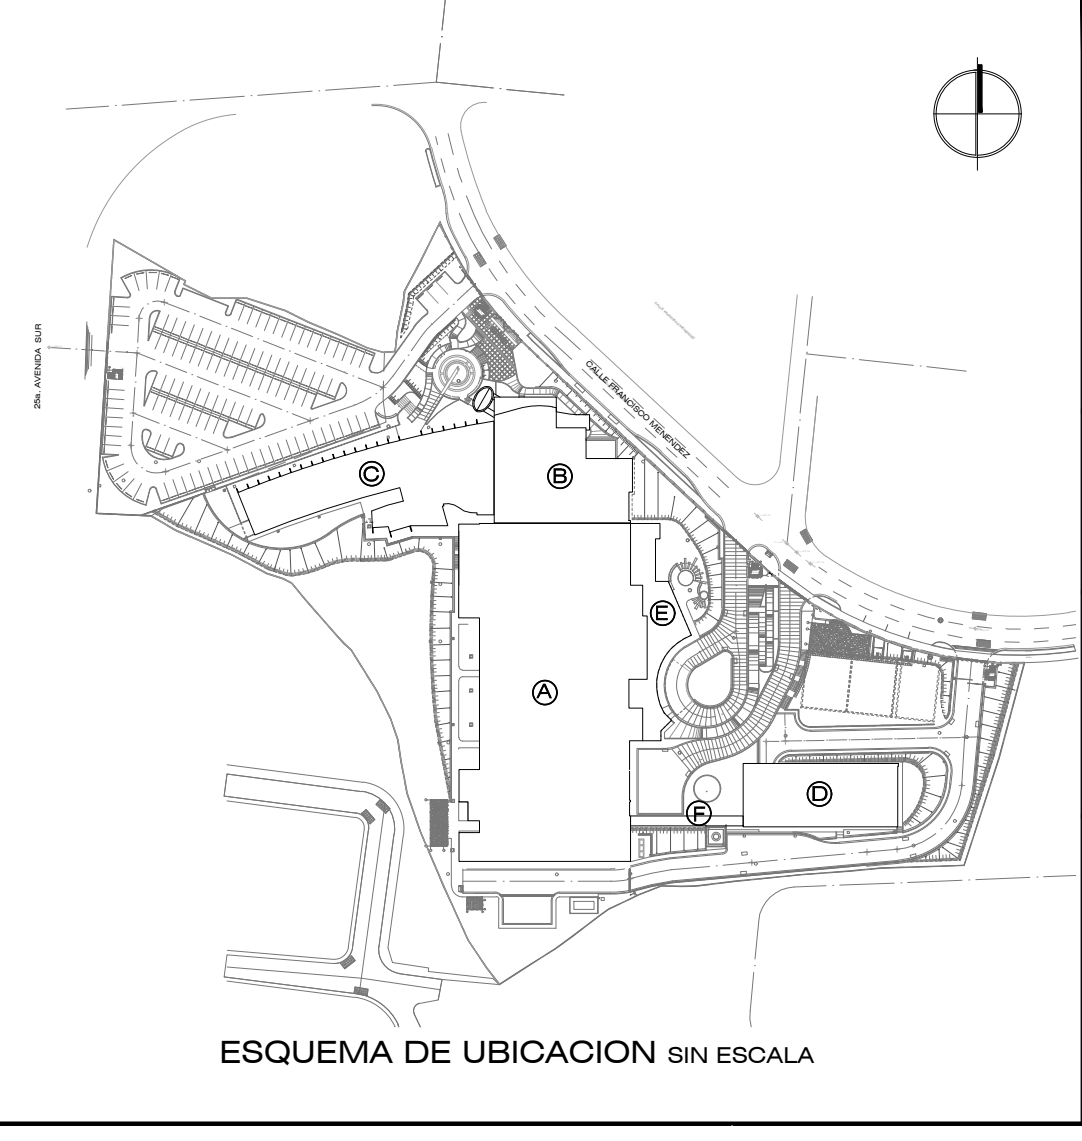 25a. AVENIDA SUR
CALLE FRANCISCO MENENDEZ
C
B
E
A
D
F
ESQUEMA DE UBICACION SIN ESCALA